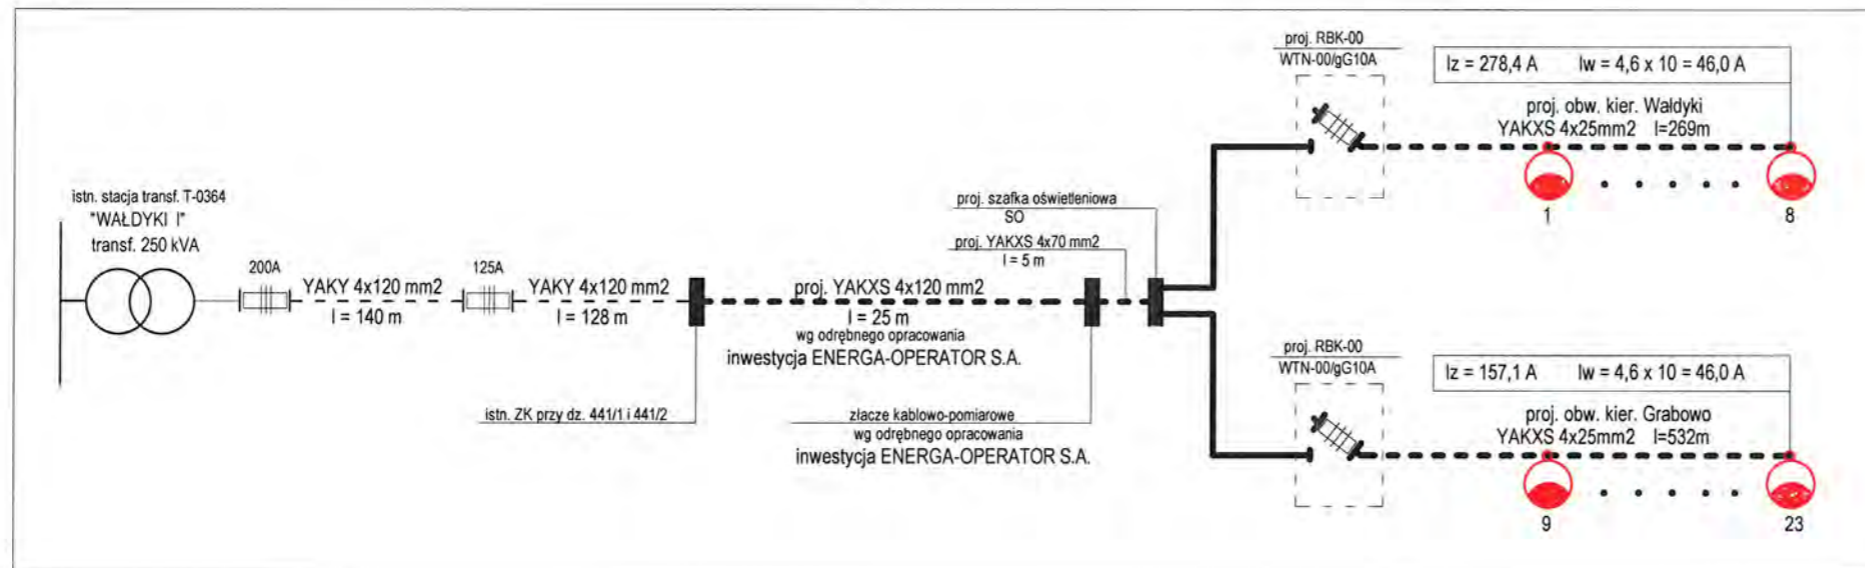 istn. stacja transf. T-0364
"WAŁDYKI I"
transf. 250 kVA
200A
YAKY 4x120 mm2
l = 140 m
125A
YAKY 4x120 mm2
l = 128 m
istn. ZK przy dz. 441/1 i 441/2
proj. YAKXS 4x120 mm2
l = 25 m
wg odrębnego opracowania
inwestycja ENERGA-OPERATOR S.A.
złacze kablowo-pomiarowe
wg odrębnego opracowania
inwestycja ENERGA-OPERATOR S.A.
proj. szafka oświetleniowa
SO
proj. YAKXS 4x70 mm2
l = 5 m
proj. RBK-00
WTN-00/gG10A
Iz = 278,4 A Iw = 4,6 x 10 = 46,0 A
proj. obw. kier. Wałdyki
YAKXS 4x25mm2 l=269m
1
8
proj. RBK-00
WTN-00/gG10A
Iz = 157,1 A Iw = 4,6 x 10 = 46,0 A
proj. obw. kier. Grabowo
YAKXS 4x25mm2 l=532m
9
23